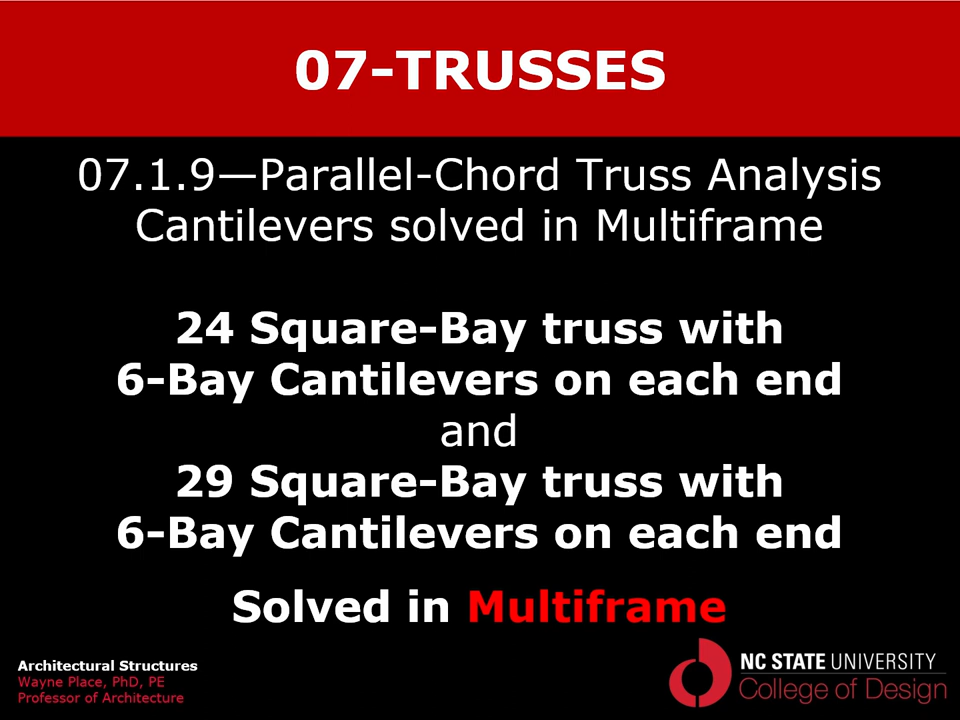 07-TRUSSES
07.1.9—Parallel-Chord Truss Analysis
Cantilevers solved in Multiframe
24 Square-Bay truss with
6-Bay Cantilevers on each end
and
29 Square-Bay truss with
6-Bay Cantilevers on each end
Solved in Multiframe
Architectural Structures
Wayne Place, PhD, PE
Professor of Architecture
NC STATE UNIVERSITY
College of Design